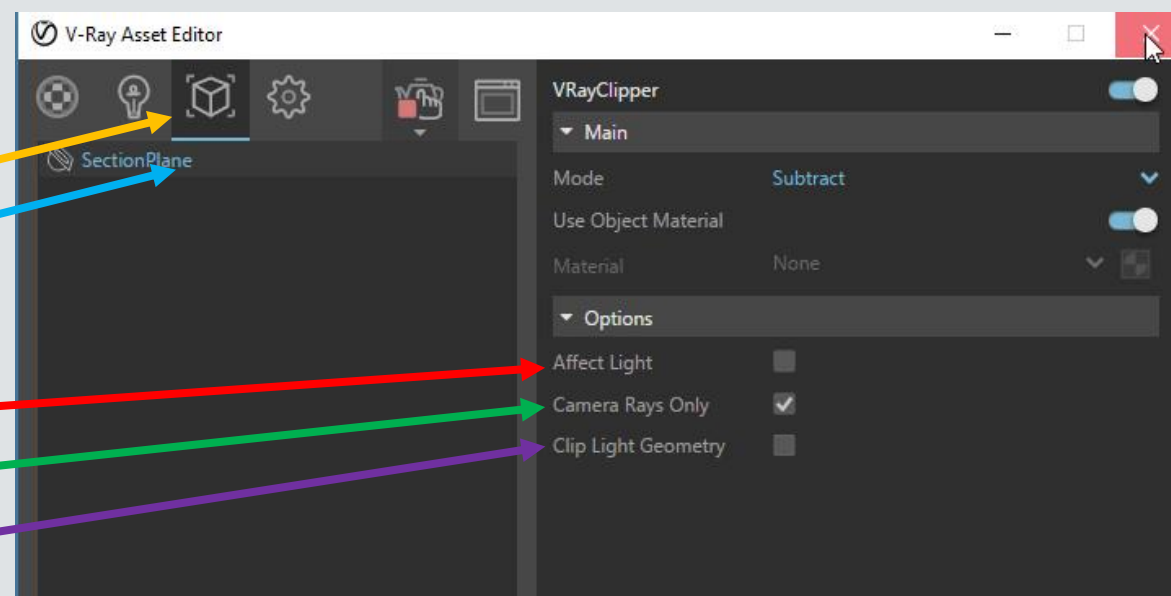 V-Ray Asset Editor
VRayClipper
Main
SectionPlane
Mode Subtract
Use Object Material
Material None
Options
Affect Light
Camera Rays Only
Clip Light Geometry